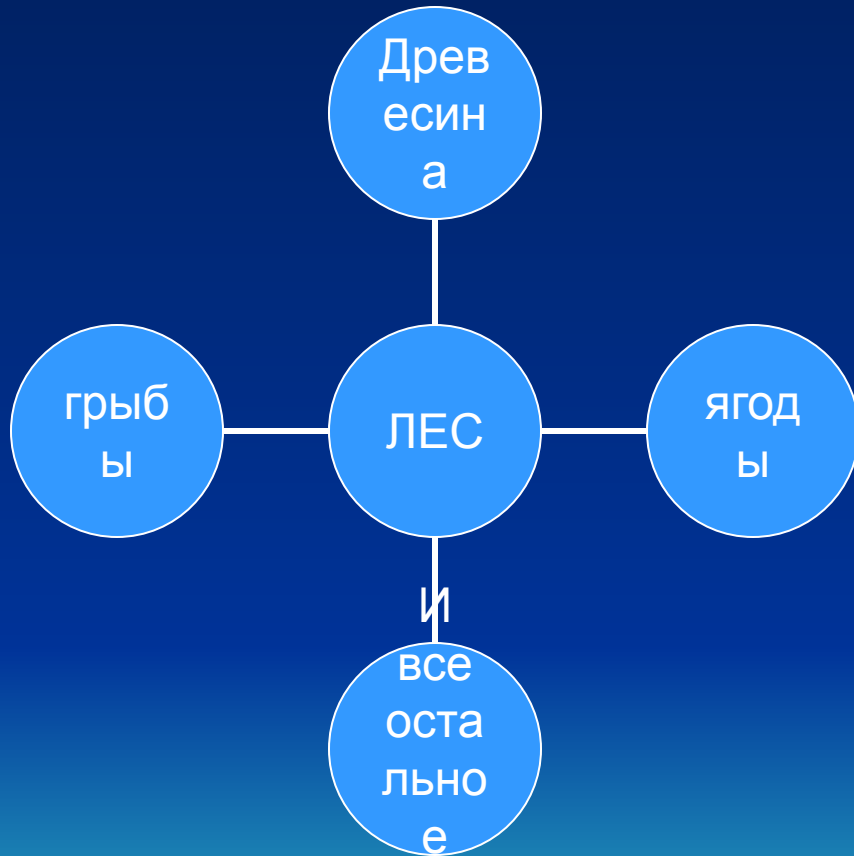 Древ
есин
а
грыб
ы
ЛЕС
ягод
ы
И
все
оста
льно
е